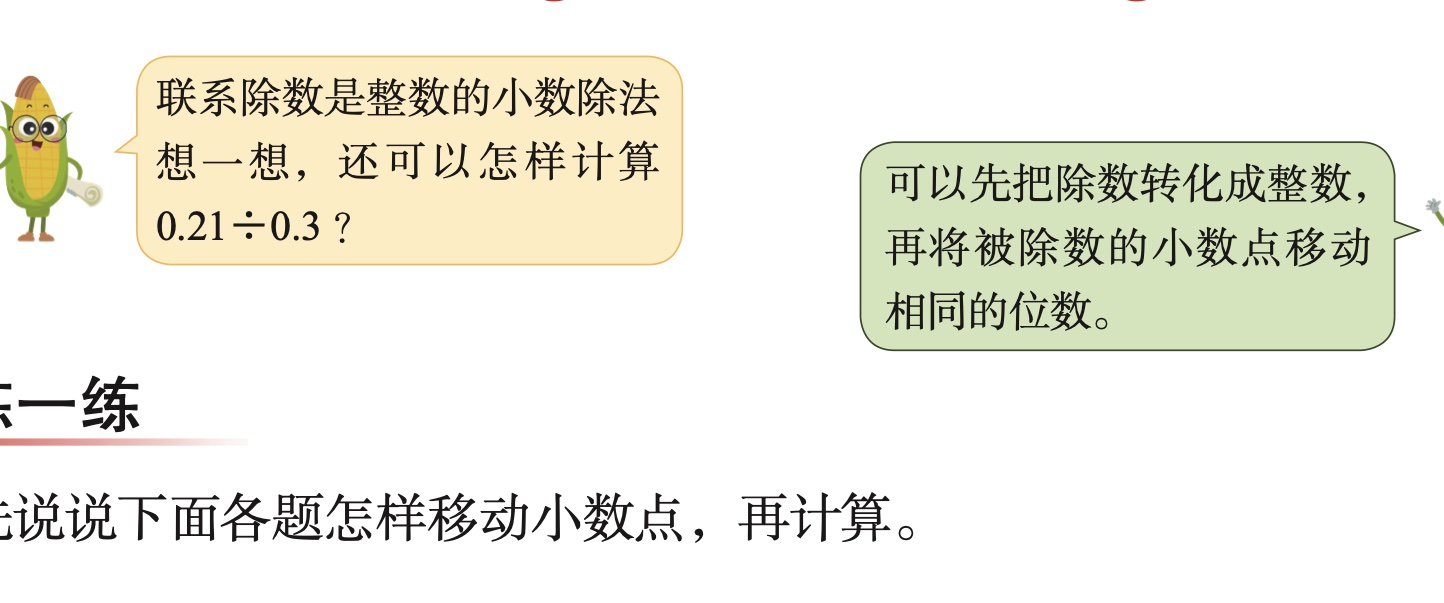 联系除数是整数的小数除法
想一想，还可以怎样计算
0.21÷0.3？
可以先把除数转化成整数，
再将被除数的小数点移动
相同的位数。
练一练
先说说下面各题怎样移动小数点，再计算。